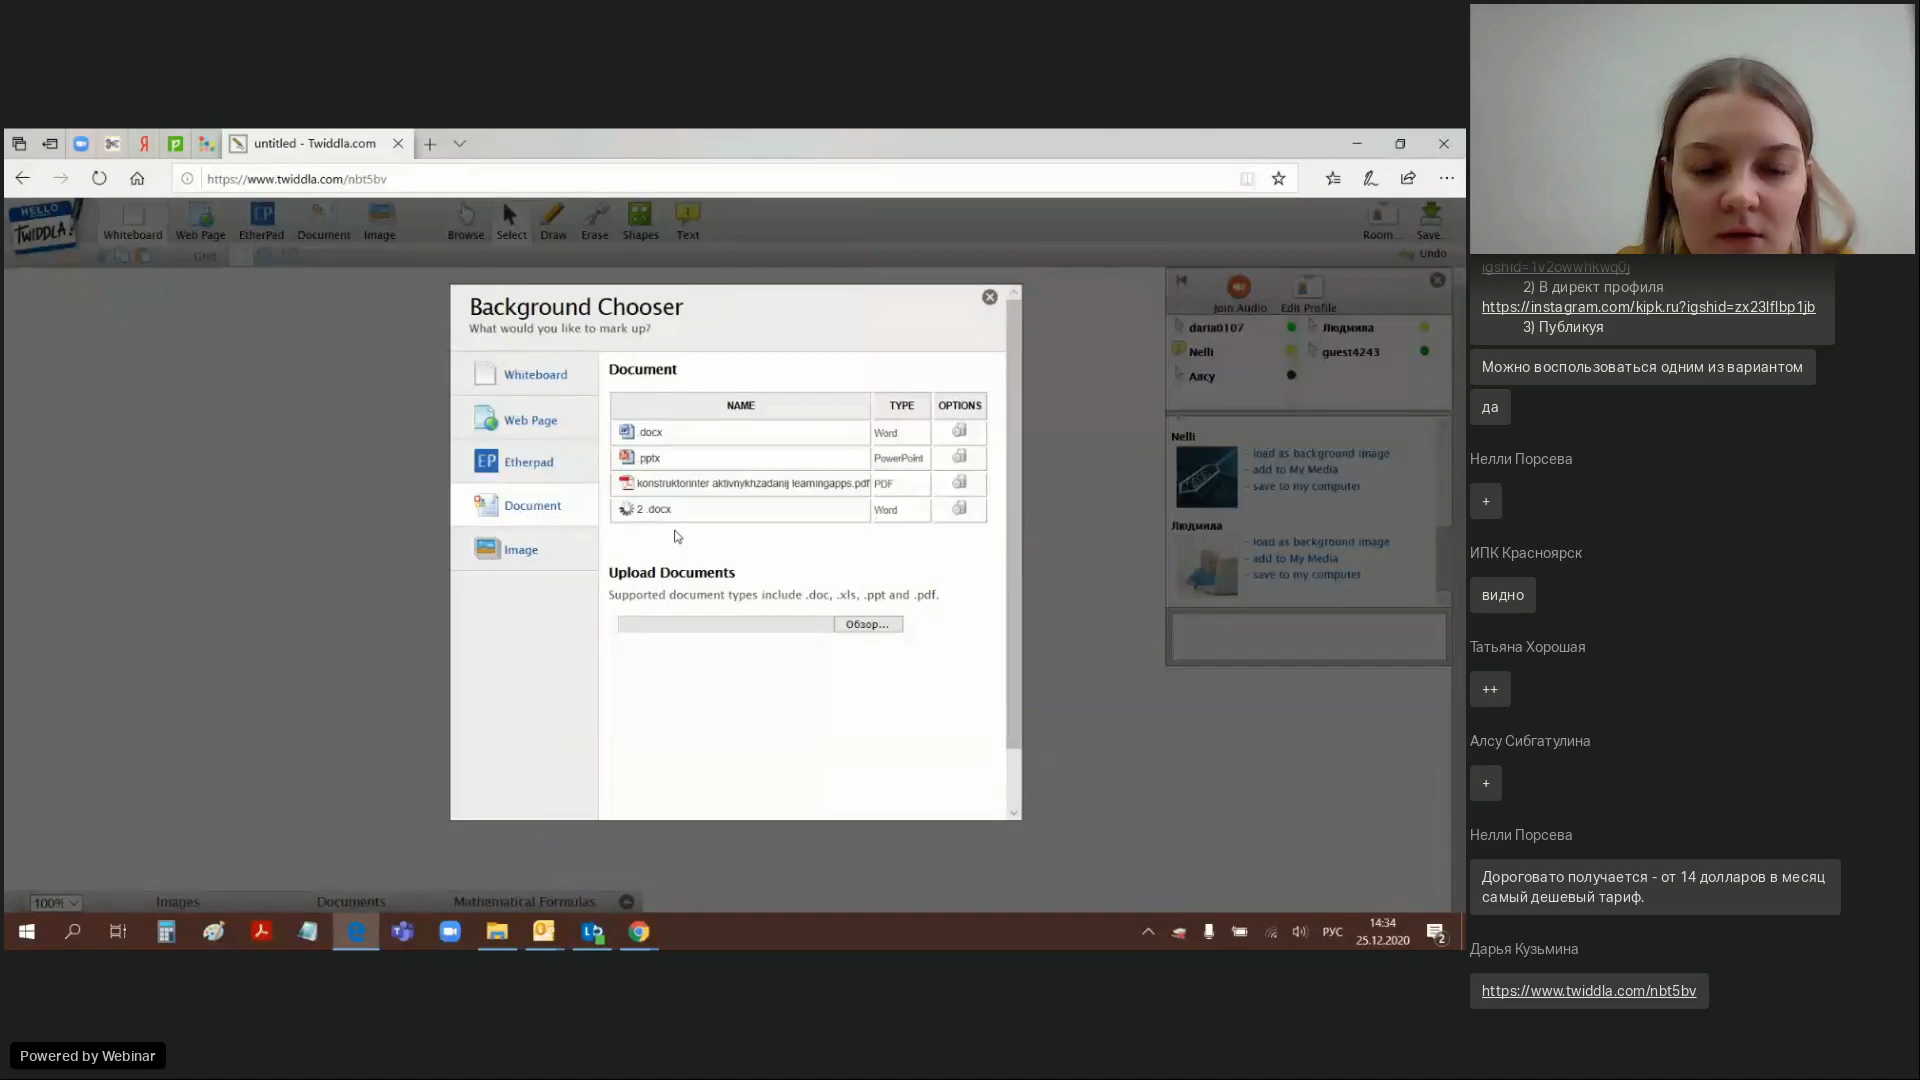 untitled - Twiddla.com
https://www.twiddla.com/nbt5bv
HELLO
TWIDDLA!
Whiteboard
Web Page
EP
EtherPad
Document
Image
Browse
Select
Draw
Erase
Shapes
Text
Room...
Save...
Grid
Undo
Background Chooser
What would you like to mark up?
Whiteboard
Web Page
EP
Etherpad
Document
Image
Document
NAME
TYPE
OPTIONS
.docx
Word
pptx
PowerPoint
konstruktorinter aktivnykhzadanij learningapps.pdf
PDF
2 .docx
Word
Upload Documents
Supported document types include .doc, .xls, .ppt and .pdf.
Обзор...
Join Audio
Edit Profile
daria0107
Людмила
Nelli
guest4243
Алсу
Nelli
- load as background image
- add to My Media
- save to my computer
Людмила
- load as background image
- add to My Media
- save to my computer
100%
Images
Documents
Mathematical Formulas
РУС
14:34
25.12.2020
2
igshid=1v2owwhkwq0j
2) В директ профиля
https://instagram.com/kipk.ru?igshid=zx23lflbp1jb
3) Публикуя
Можно воспользоваться одним из вариантом
да
Нелли Порсева
+
ИПК Красноярск
видно
Татьяна Хорошая
++
Алсу Сибгатулина
+
Нелли Порсева
Дороговато получается - от 14 долларов в месяц
самый дешевый тариф.
Дарья Кузьмина
https://www.twiddla.com/nbt5bv
Powered by Webinar